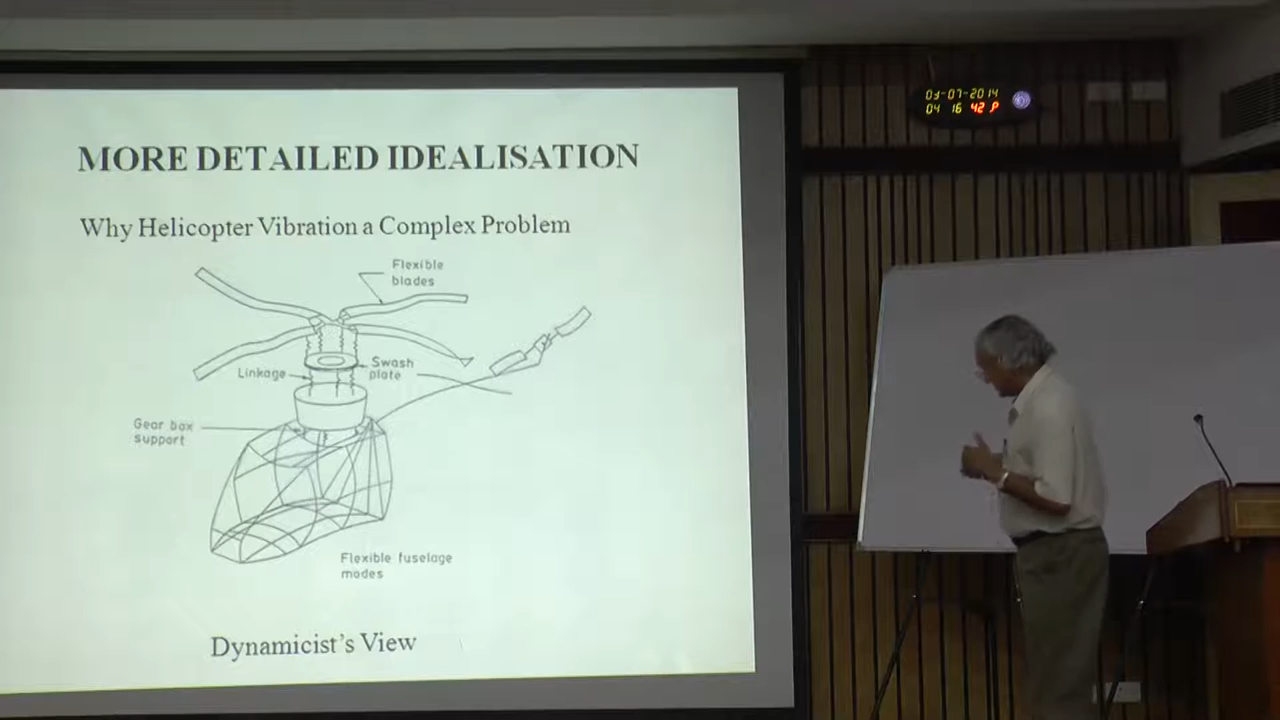 MORE DETAILED IDEALISATION
Why Helicopter Vibration a Complex Problem
Flexible
blades
Linkage
Swash
plate
Gear box
support
Flexible fuselage
modes
Dynamicist's View
03-07-2014
04 16 42 P